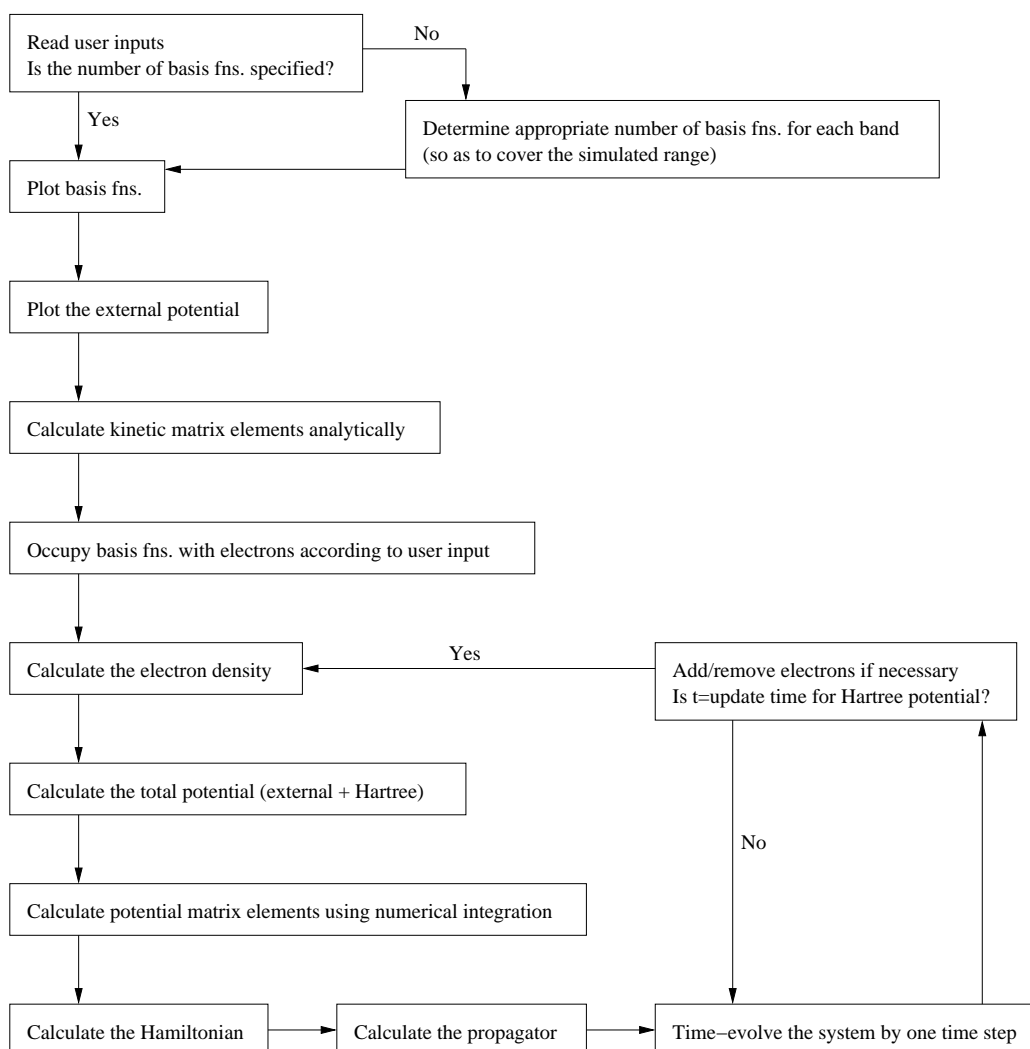 Read user inputs
Is the number of basis fns. specified?
No
Yes
Determine appropriate number of basis fns. for each band
(so as to cover the simulated range)
Plot basis fns.
Plot the external potential
Calculate kinetic matrix elements analytically
Occupy basis fns. with electrons according to user input
Calculate the electron density
Yes
Add/remove electrons if necessary
Is t=update time for Hartree potential?
Calculate the total potential (external + Hartree)
No
Calculate potential matrix elements using numerical integration
Calculate the Hamiltonian
Calculate the propagator
Time−evolve the system by one time step